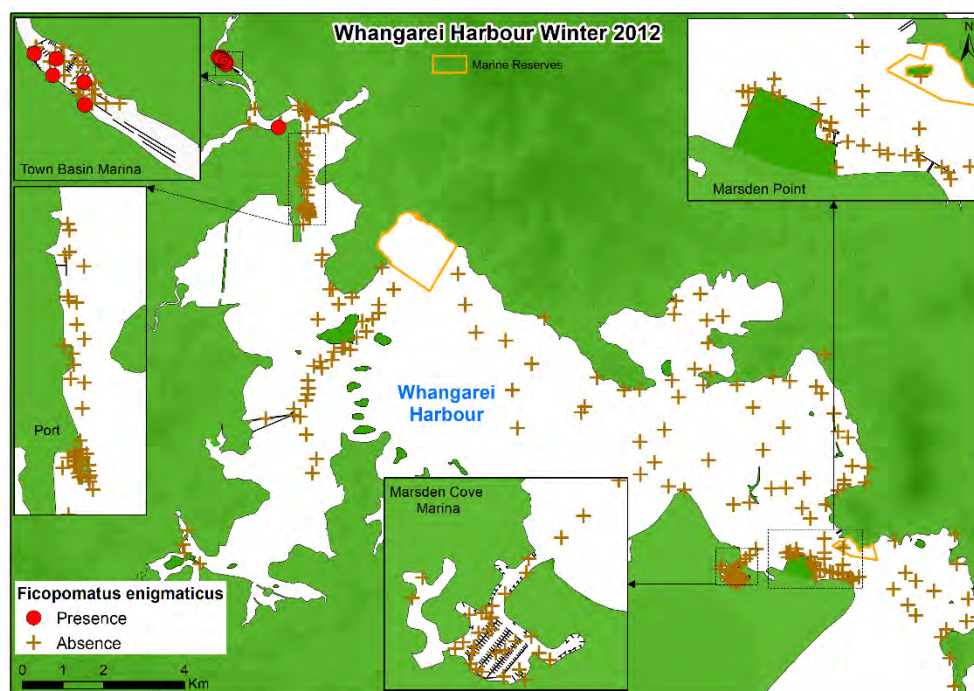 Whangarei Harbour Winter 2012
Marine Reserves
N
Town Basin Marina
Marsden Point
Port
Whangarei
Harbour
Marsden Cove
Marina
Ficopomatus enigmaticus
Presence
Absence
0 1 2 4
Km